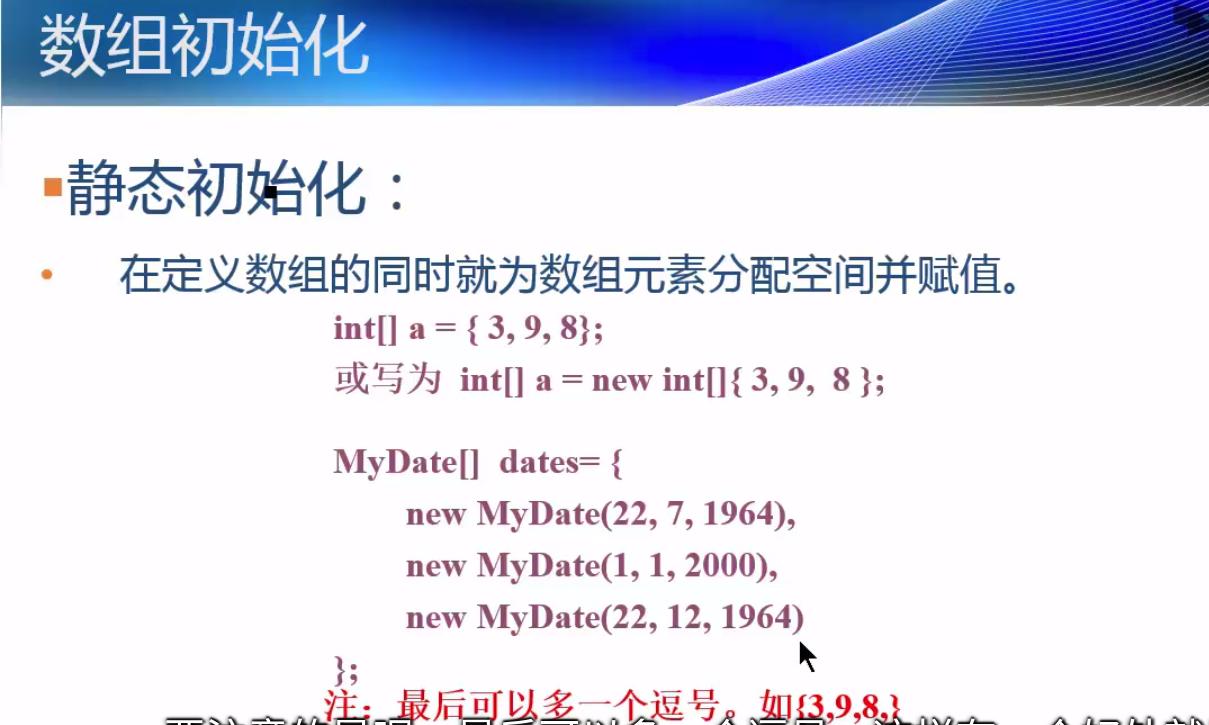 数组初始化
▪静态初始化：
• 在定义数组的同时就为数组元素分配空间并赋值。
int[] a = { 3, 9, 8};
或写为 int[] a = new int[]{ 3, 9, 8 };
MyDate[] dates= {
new MyDate(22, 7, 1964),
new MyDate(1, 1, 2000),
new MyDate(22, 12, 1964)
};
注：最后可以多一个逗号。如{3,9,8,}